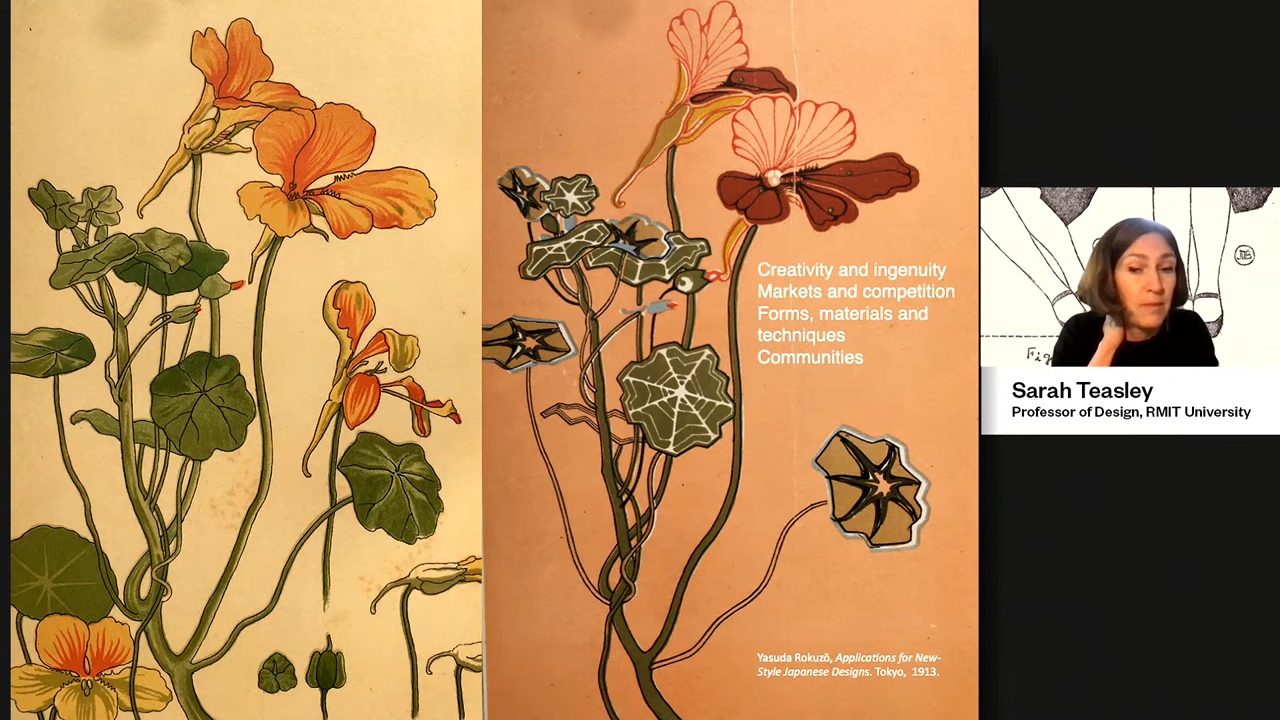 Creativity and ingenuity
Markets and competition
Forms, materials and
techniques
Communities
Yasuda Rokuzō, Applications for New-
Style Japanese Designs. Tokyo, 1913.
Fig
Sarah Teasley
Professor of Design, RMIT University